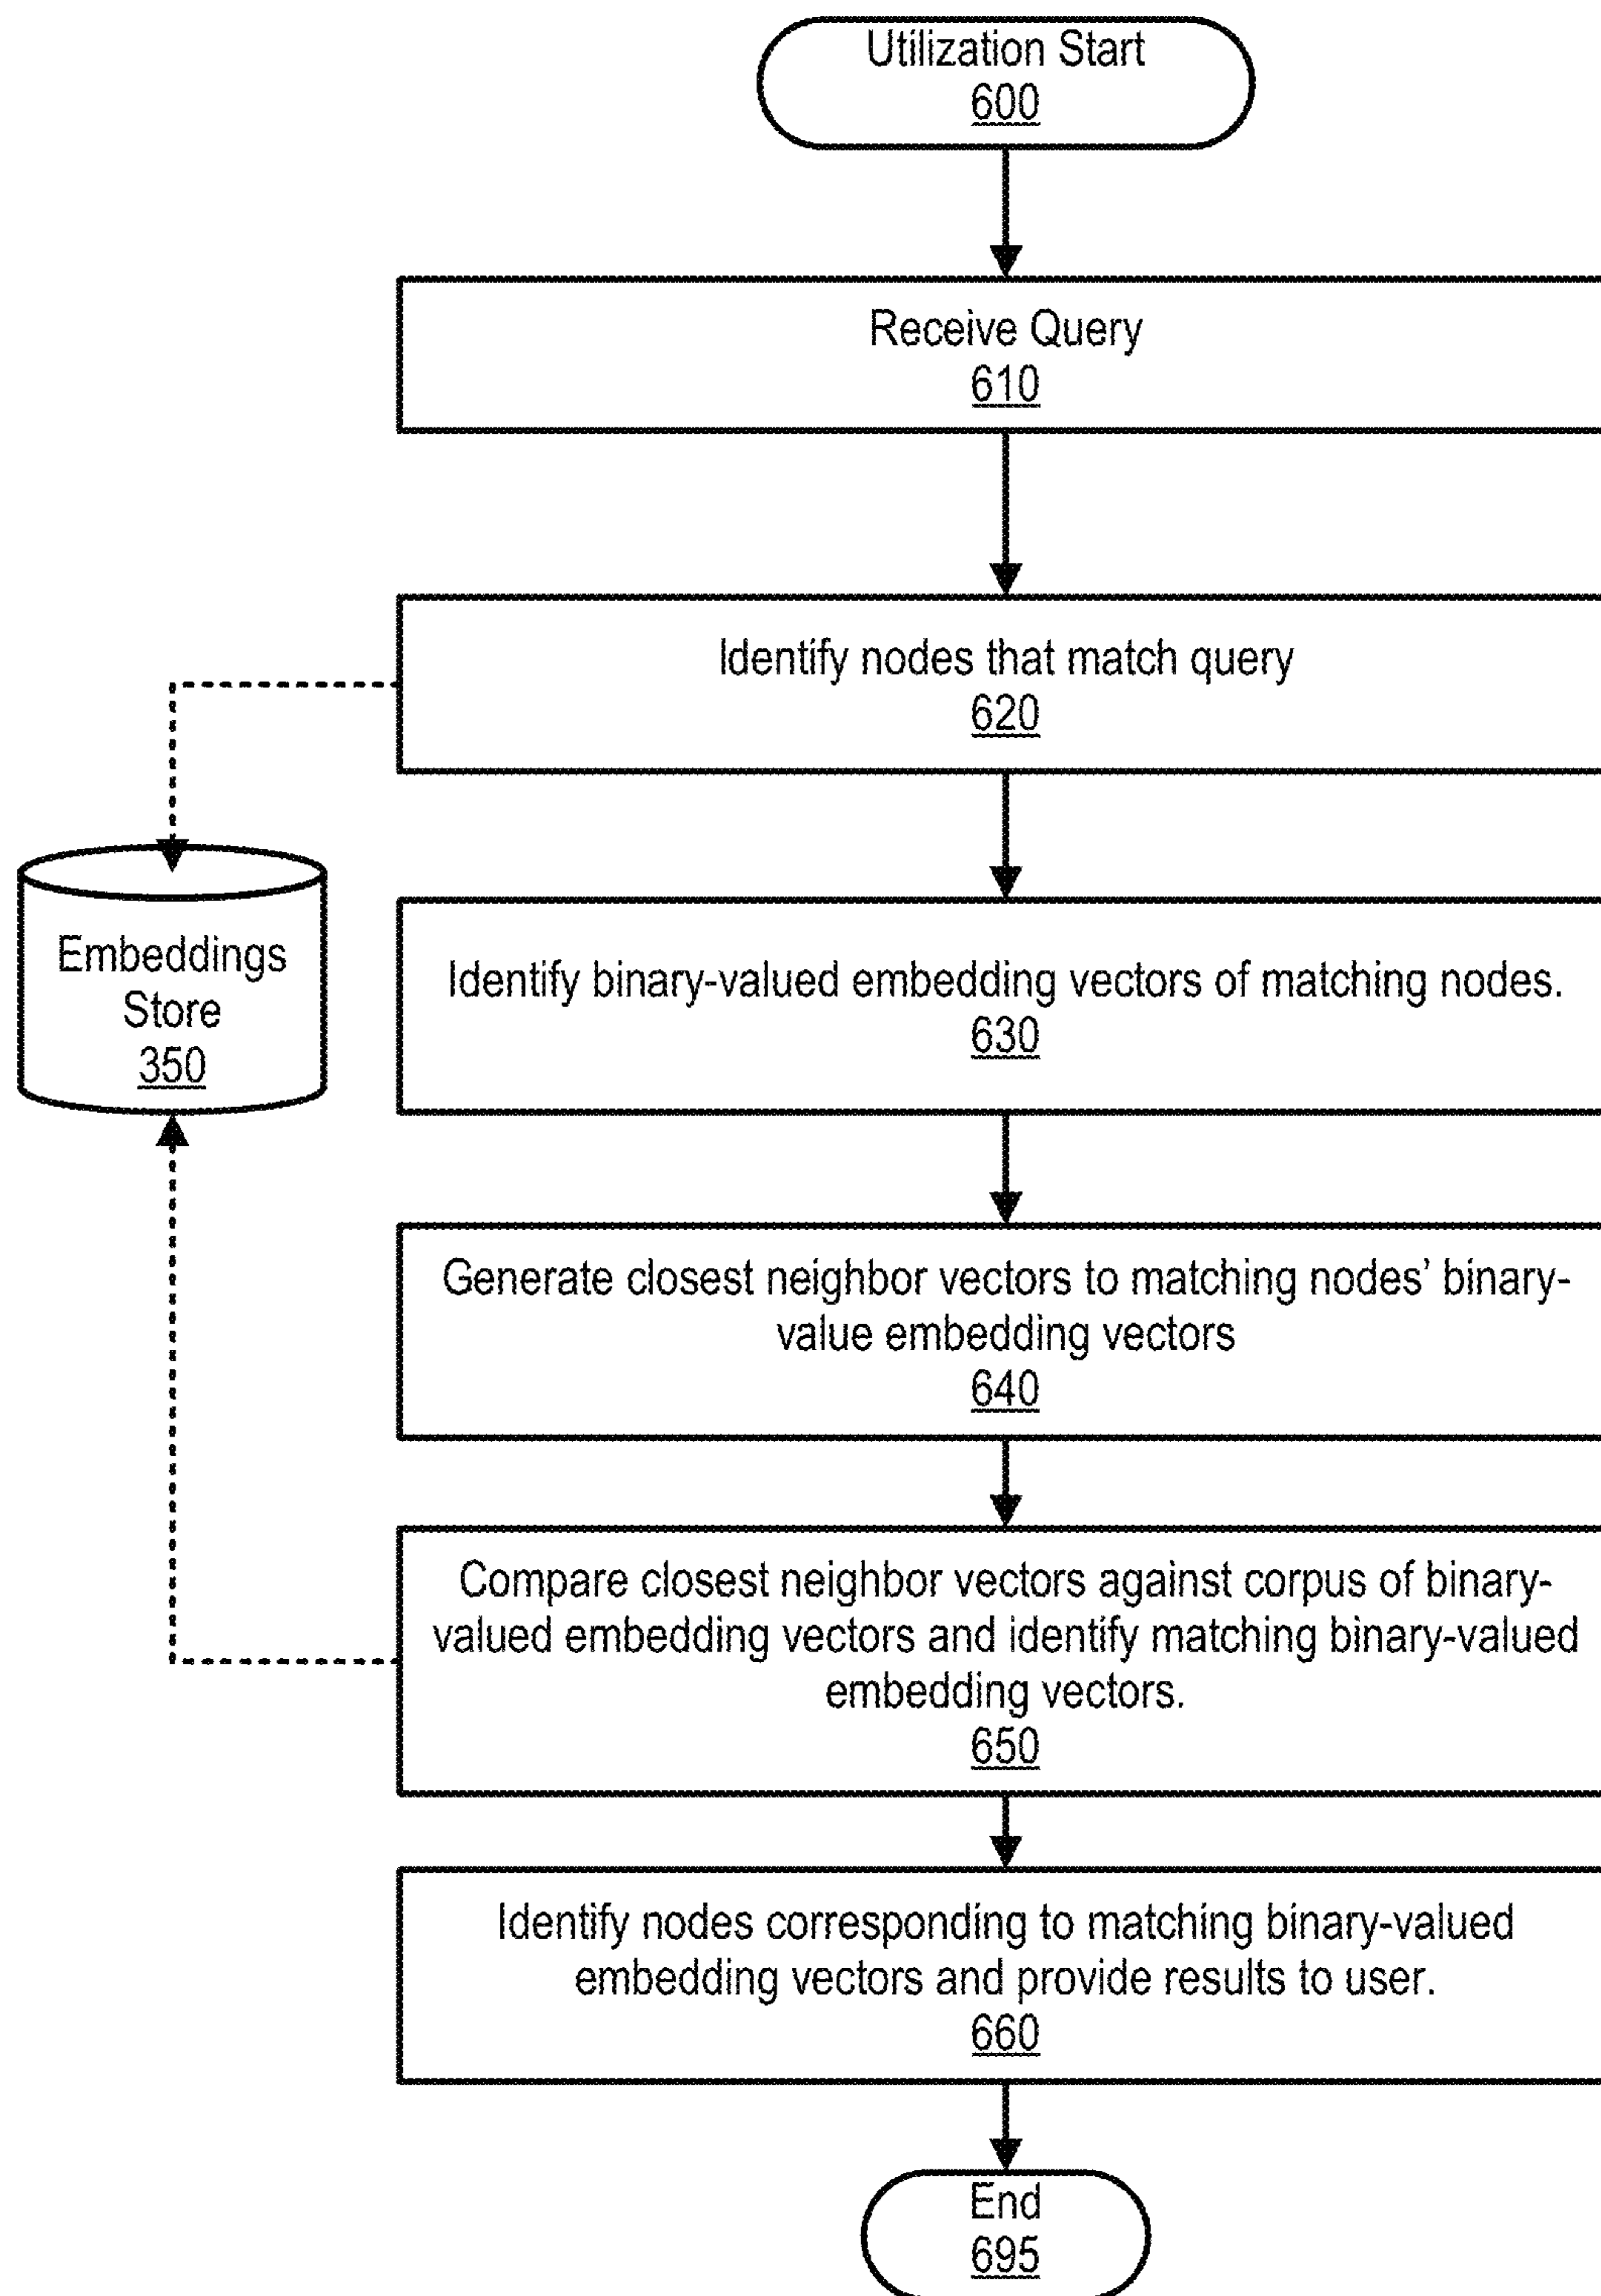 Utilization Start
600
Receive Query
610
Identify nodes that match query
620
Embeddings
Store
350
Identify binary-valued embedding vectors of matching nodes.
630
Generate closest neighbor vectors to matching nodes’ binary-
value embedding vectors
640
Compare closest neighbor vectors against corpus of binary-
valued embedding vectors and identify matching binary-valued
embedding vectors.
650
Identify nodes corresponding to matching binary-valued
embedding vectors and provide results to user.
660
End
695